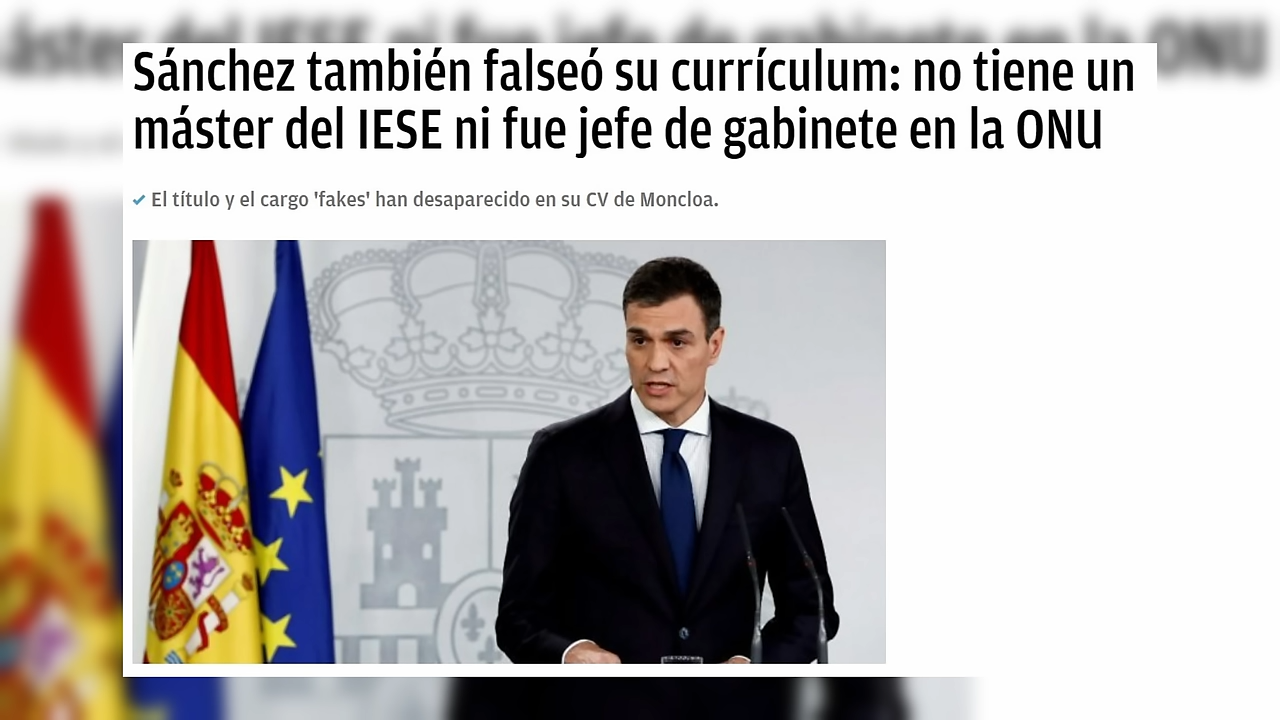 Sánchez también falseó su currículum: no tiene un
máster del IESE ni fue jefe de gabinete en la ONU
El título y el cargo 'fakes' han desaparecido en su CV de Moncloa.